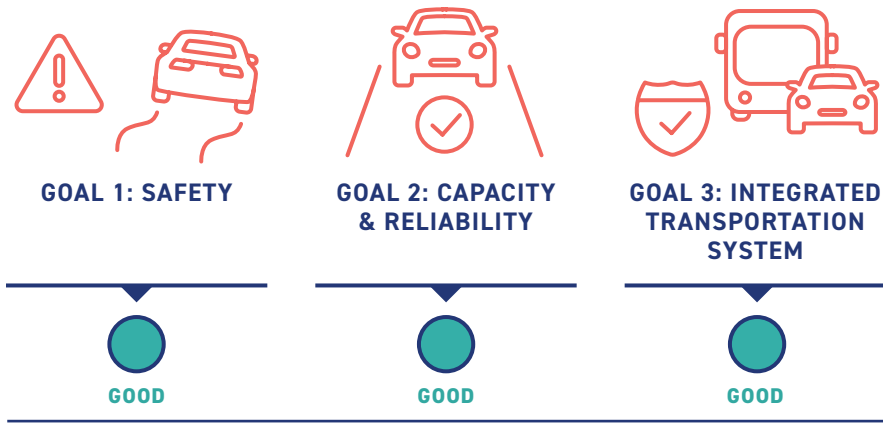 GOAL 1: SAFETY
GOAL 2: CAPACITY
& RELIABILITY
GOAL 3: INTEGRATED
TRANSPORTATION
SYSTEM
GOOD
GOOD
GOOD